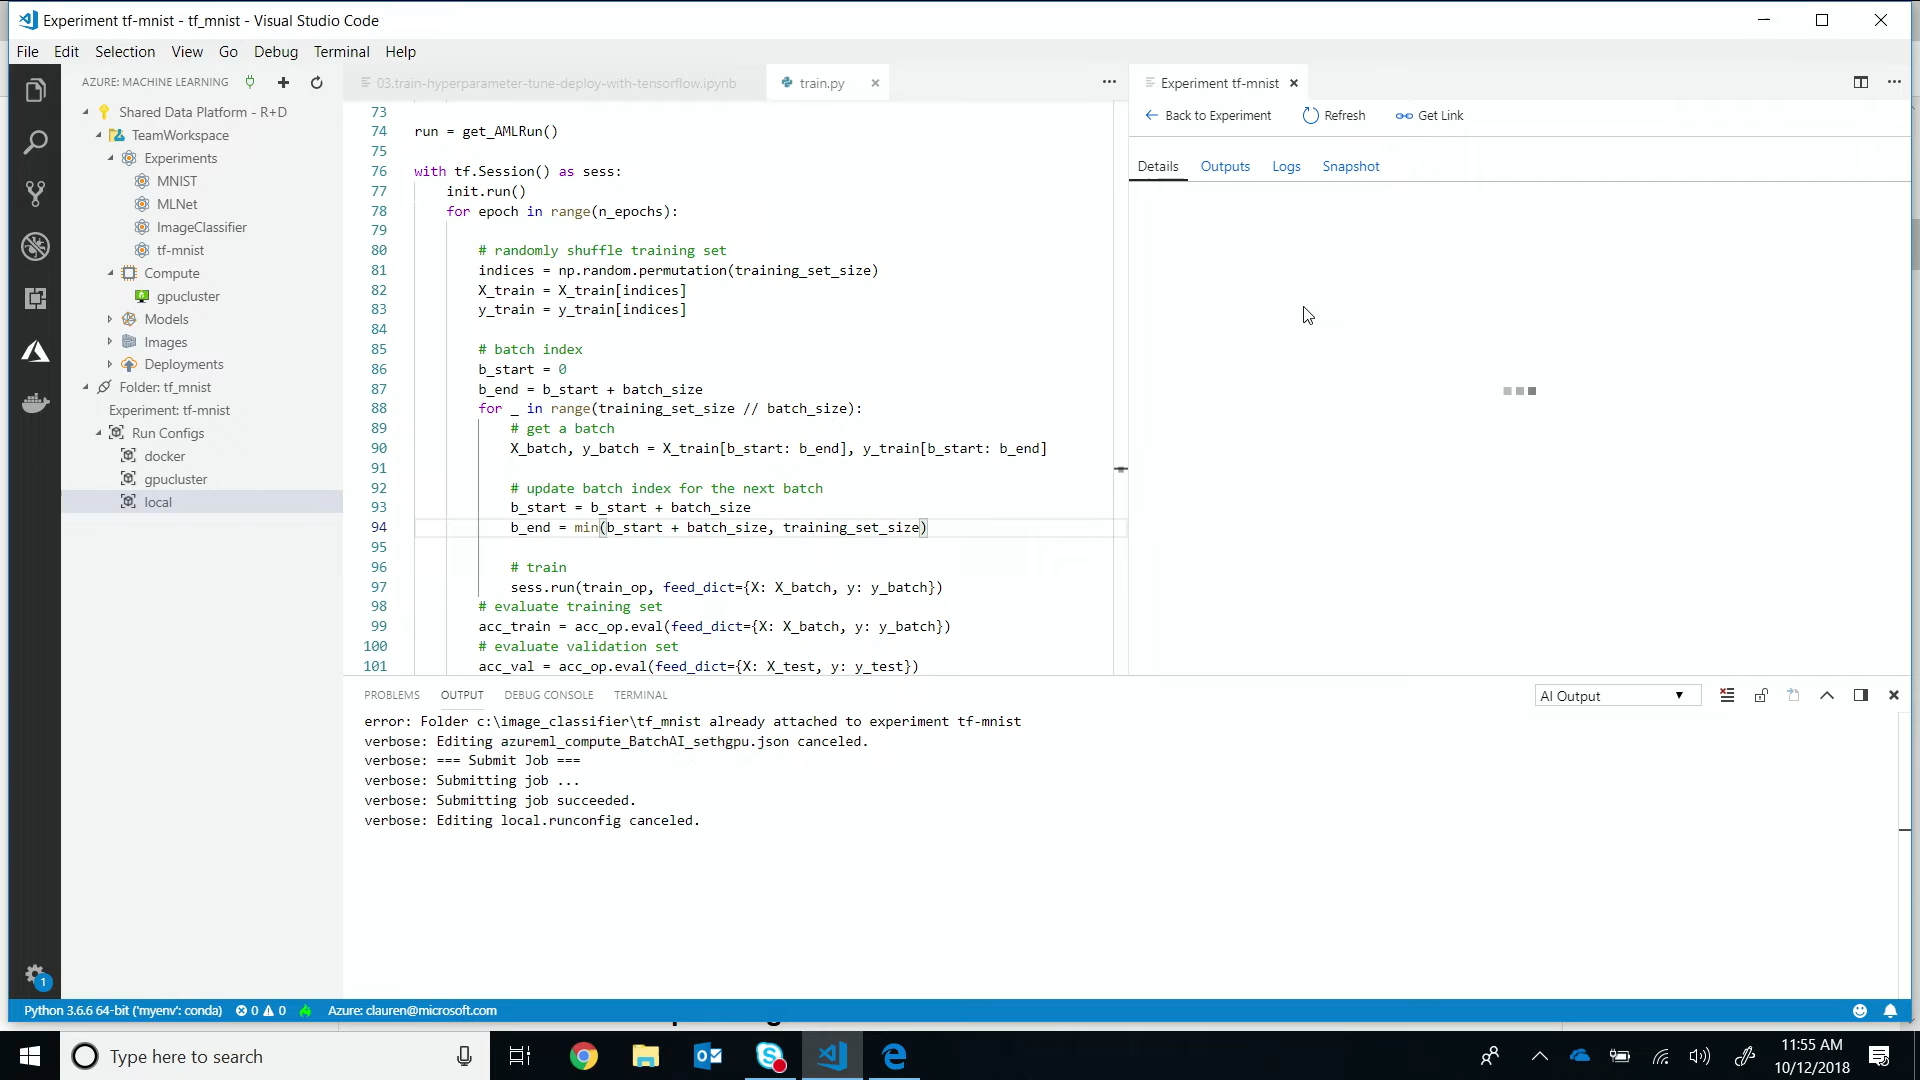 Experiment tf-mnist - tf_mnist - Visual Studio Code
File Edit Selection View Go Debug Terminal Help
AZURE: MACHINE LEARNING
Shared Data Platform - R+D
TeamWorkspace
Experiments
MNIST
MLNet
ImageClassifier
tf-mnist
Compute
gpucluster
Models
Images
Deployments
Folder: tf_mnist
Experiment: tf-mnist
Run Configs
docker
gpucluster
local
03.train-hyperparameter-tune-deploy-with-tensorflow.ipynb
train.py
73
74 run = get_AMLRun()
75
76 with tf.Session() as sess:
77 init.run()
78 for epoch in range(n_epochs):
79
80 # randomly shuffle training set
81 indices = np.random.permutation(training_set_size)
82 X_train = X_train[indices]
83 y_train = y_train[indices]
84
85 # batch index
86 b_start = 0
87 b_end = b_start + batch_size
88 for _ in range(training_set_size // batch_size):
89 # get a batch
90 X_batch, y_batch = X_train[b_start: b_end], y_train[b_start: b_end]
91
92 # update batch index for the next batch
93 b_start = b_start + batch_size
94 b_end = min(b_start + batch_size, training_set_size)
95
96 # train
97 sess.run(train_op, feed_dict={X: X_batch, y: y_batch})
98 # evaluate training set
99 acc_train = acc_op.eval(feed_dict={X: X_batch, y: y_batch})
100 # evaluate validation set
101 acc_val = acc_op.eval(feed_dict={X: X_test, y: y_test})
Experiment tf-mnist
Back to Experiment Refresh Get Link
Details Outputs Logs Snapshot
PROBLEMS OUTPUT DEBUG CONSOLE TERMINAL
AI Output
error: Folder c:\image_classifier\tf_mnist already attached to experiment tf-mnist
verbose: Editing azureml_compute_BatchAI_sethgpu.json canceled.
verbose: === Submit Job ===
verbose: Submitting job ...
verbose: Submitting job succeeded.
verbose: Editing local.runconfig canceled.
1
Python 3.6.6 64-bit ('myenv': conda) 0 0 Azure: clauren@microsoft.com
Type here to search
11:55 AM
10/12/2018